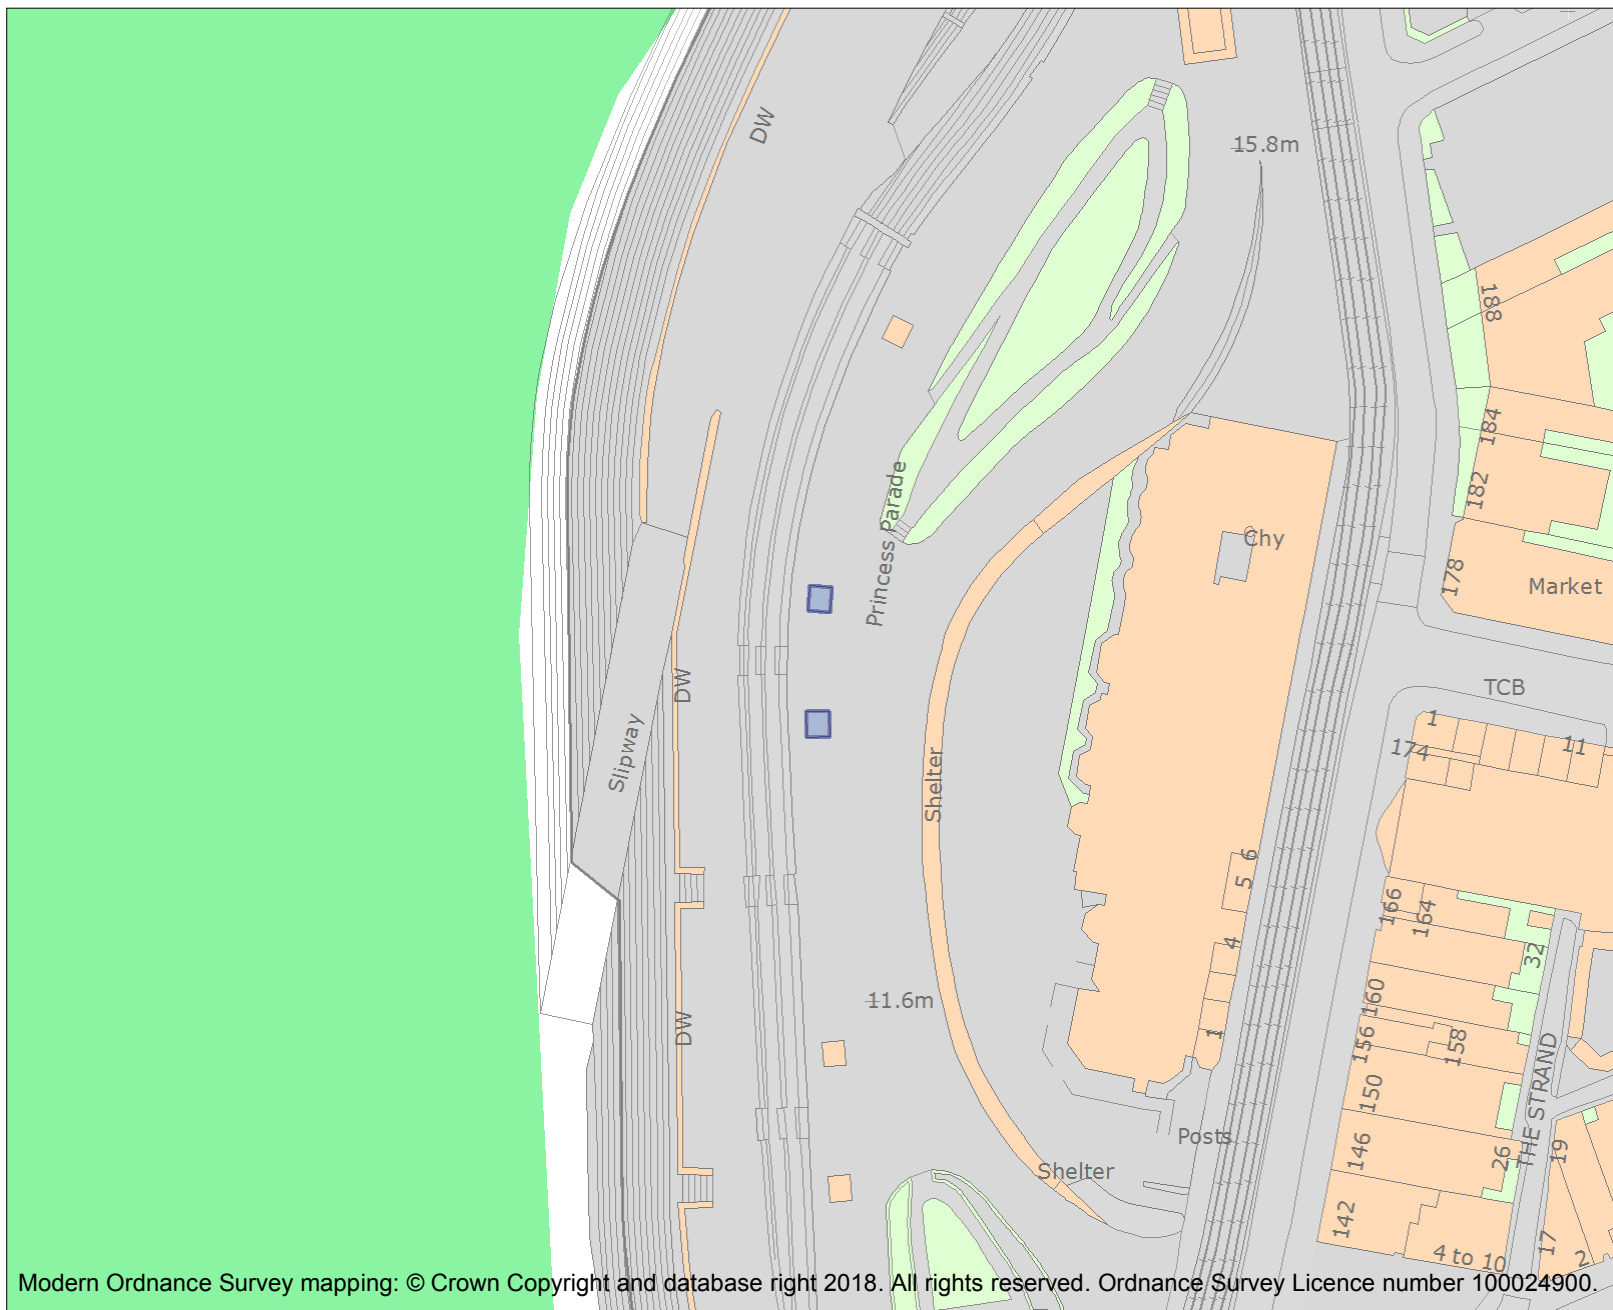 DW
15.8m
188
184
182
Princess Parade
Chy
178
Market
DW
TCB
1
174
11
Slipway
Shelter
6
5
166
164
4
32
160
11.6m
DW
1
156
158
THE STRAND
150
Posts
146
26
19
Shelter
142
17
4 to 10
2
Modern Ordnance Survey mapping: © Crown Copyright and database right 2018. All rights reserved. Ordnance Survey Licence number 100024900.